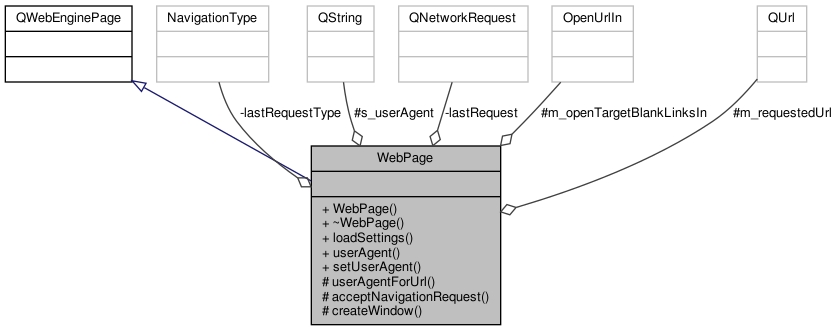 QWebEnginePage
NavigationType
QString
QNetworkRequest
OpenUrlIn
QUrl
-lastRequestType
#s_userAgent
-lastRequest
#m_openTargetBlankLinksIn
#m_requestedUrl
WebPage
+ WebPage()
+ ~WebPage()
+ loadSettings()
+ userAgent()
+ setUserAgent()
# userAgentForUrl()
# acceptNavigationRequest()
# createWindow()